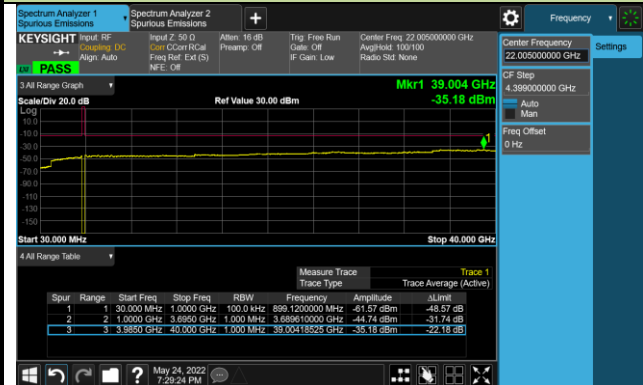 Spectrum Analyzer 1
Spurious Emissions
Spectrum Analyzer 2
Spurious Emissions
Frequency
KEYSIGHT
Input: RF
Coupling: DC
Align: Auto
Input Z: 50 Ω
Corr CCorr RCal
Freq Ref: Ext (S)
NFE: Off
Atten: 16 dB
Preamp: Off
Trig: Free Run
Gate: Off
IF Gain: Low
Center Freq: 22.005000000 GHz
Avg|Hold: 100/100
Radio Std: None
PASS
Center Frequency
22.005000000 GHz
Settings
CF Step
4.399000000 GHz
Auto
Man
Freq Offset
0 Hz
3 All Range Graph
Mkr1 39.004 GHz
-35.18 dBm
Scale/Div 20.0 dB
Ref Value 30.00 dBm
Log
10.0
-10.0
-30.0
-50.0
-70.0
-90.0
-110
-130
-150
1
Start 30.000 MHz
Stop 40.000 GHz
4 All Range Table
Measure Trace Trace 1
Trace Type Trace Average (Active)
Spur Range Start Freq Stop Freq RBW Frequency Amplitude ΔLimit
1 1 30.000 MHz 1.0000 GHz 100.0 kHz 899.1200000 MHz -61.57 dBm -48.57 dB
2 2 1.0000 GHz 3.6950 GHz 1.000 MHz 3.689610000 GHz -44.74 dBm -31.74 dB
3 3 3.9850 GHz 40.000 GHz 1.000 MHz 39.00418525 GHz -35.18 dBm -22.18 dB
?
May 24, 2022
7:29:24 PM